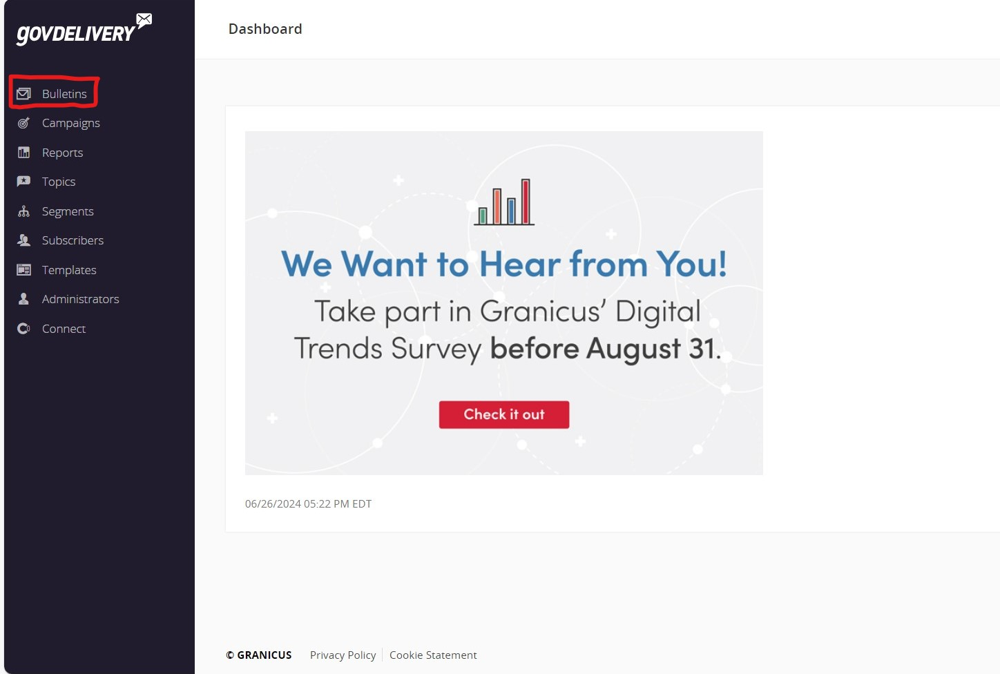 GOVDELIVERY
Dashboard
Bulletins
Campaigns
Reports
Topics
Segments
Subscribers
Templates
Administrators
Connect
We Want to Hear from You!
Take part in Granicus’ Digital
Trends Survey before August 31.
Check it out
06/26/2024 05:22 PM EDT
© GRANICUS Privacy Policy Cookie Statement